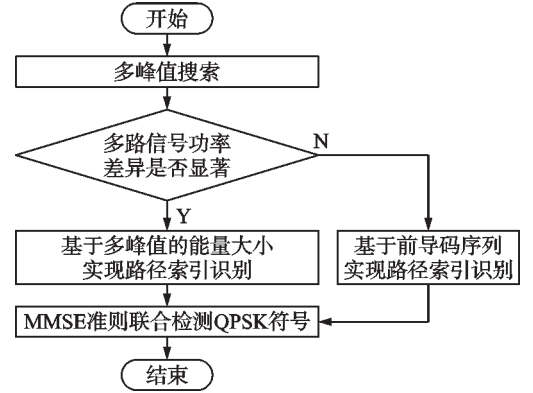 开始
多峰值搜索
多路信号功率
差异是否显著
N
Y
基于多峰值的能量大小
实现路径索引识别
基于前导码序列
实现路径索引识别
MMSE准则联合检测QPSK符号
结束